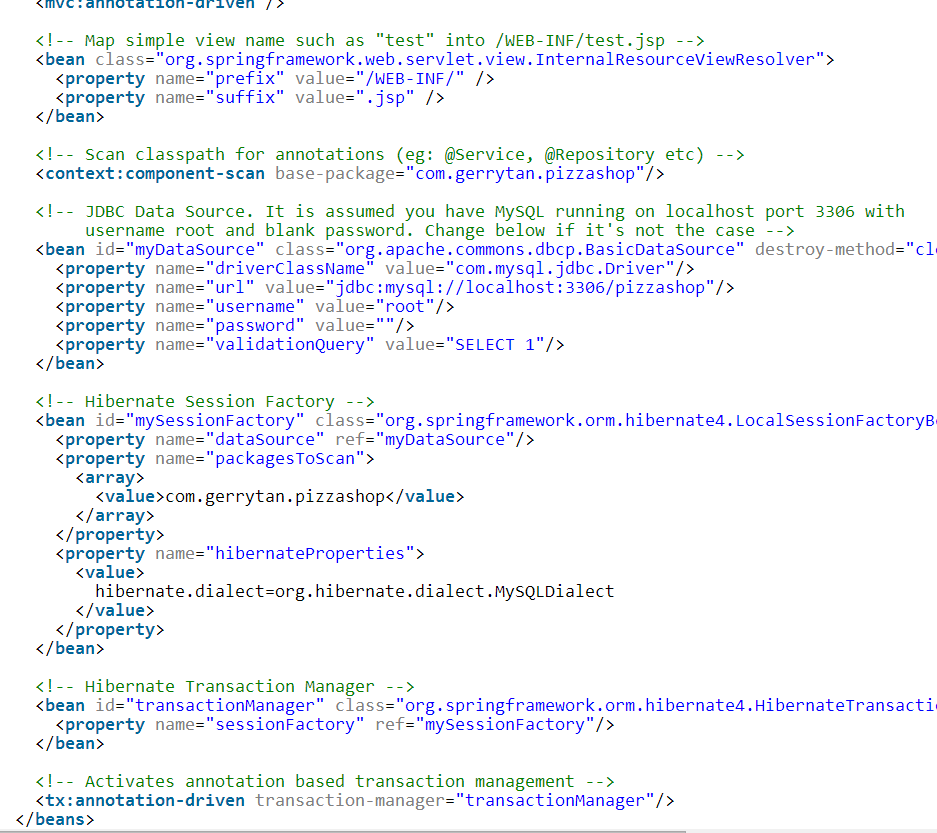 <mvc:annotation-driven />
<!-- Map simple view name such as "test" into /WEB-INF/test.jsp -->
<bean class="org.springframework.web.servlet.view.InternalResourceViewResolver">
<property name="prefix" value="/WEB-INF/" />
<property name="suffix" value=".jsp" />
</bean>
<!-- Scan classpath for annotations (eg: @Service, @Repository etc) -->
<context:component-scan base-package="com.gerrytan.pizzashop"/>
<!-- JDBC Data Source. It is assumed you have MySQL running on localhost port 3306 with
username root and blank password. Change below if it's not the case -->
<bean id="myDataSource" class="org.apache.commons.dbcp.BasicDataSource" destroy-method="cl
<property name="driverClassName" value="com.mysql.jdbc.Driver"/>
<property name="url" value="jdbc:mysql://localhost:3306/pizzashop"/>
<property name="username" value="root"/>
<property name="password" value=""/>
<property name="validationQuery" value="SELECT 1"/>
</bean>
<!-- Hibernate Session Factory -->
<bean id="mySessionFactory" class="org.springframework.orm.hibernate4.LocalSessionFactoryB
<property name="dataSource" ref="myDataSource"/>
<property name="packagesToScan">
<array>
<value>com.gerrytan.pizzashop</value>
</array>
</property>
<property name="hibernateProperties">
<value>
hibernate.dialect=org.hibernate.dialect.MySQLDialect
</value>
</property>
</bean>
<!-- Hibernate Transaction Manager -->
<bean id="transactionManager" class="org.springframework.orm.hibernate4.HibernateTransacti
<property name="sessionFactory" ref="mySessionFactory"/>
</bean>
<!-- Activates annotation based transaction management -->
<tx:annotation-driven transaction-manager="transactionManager"/>
</beans>